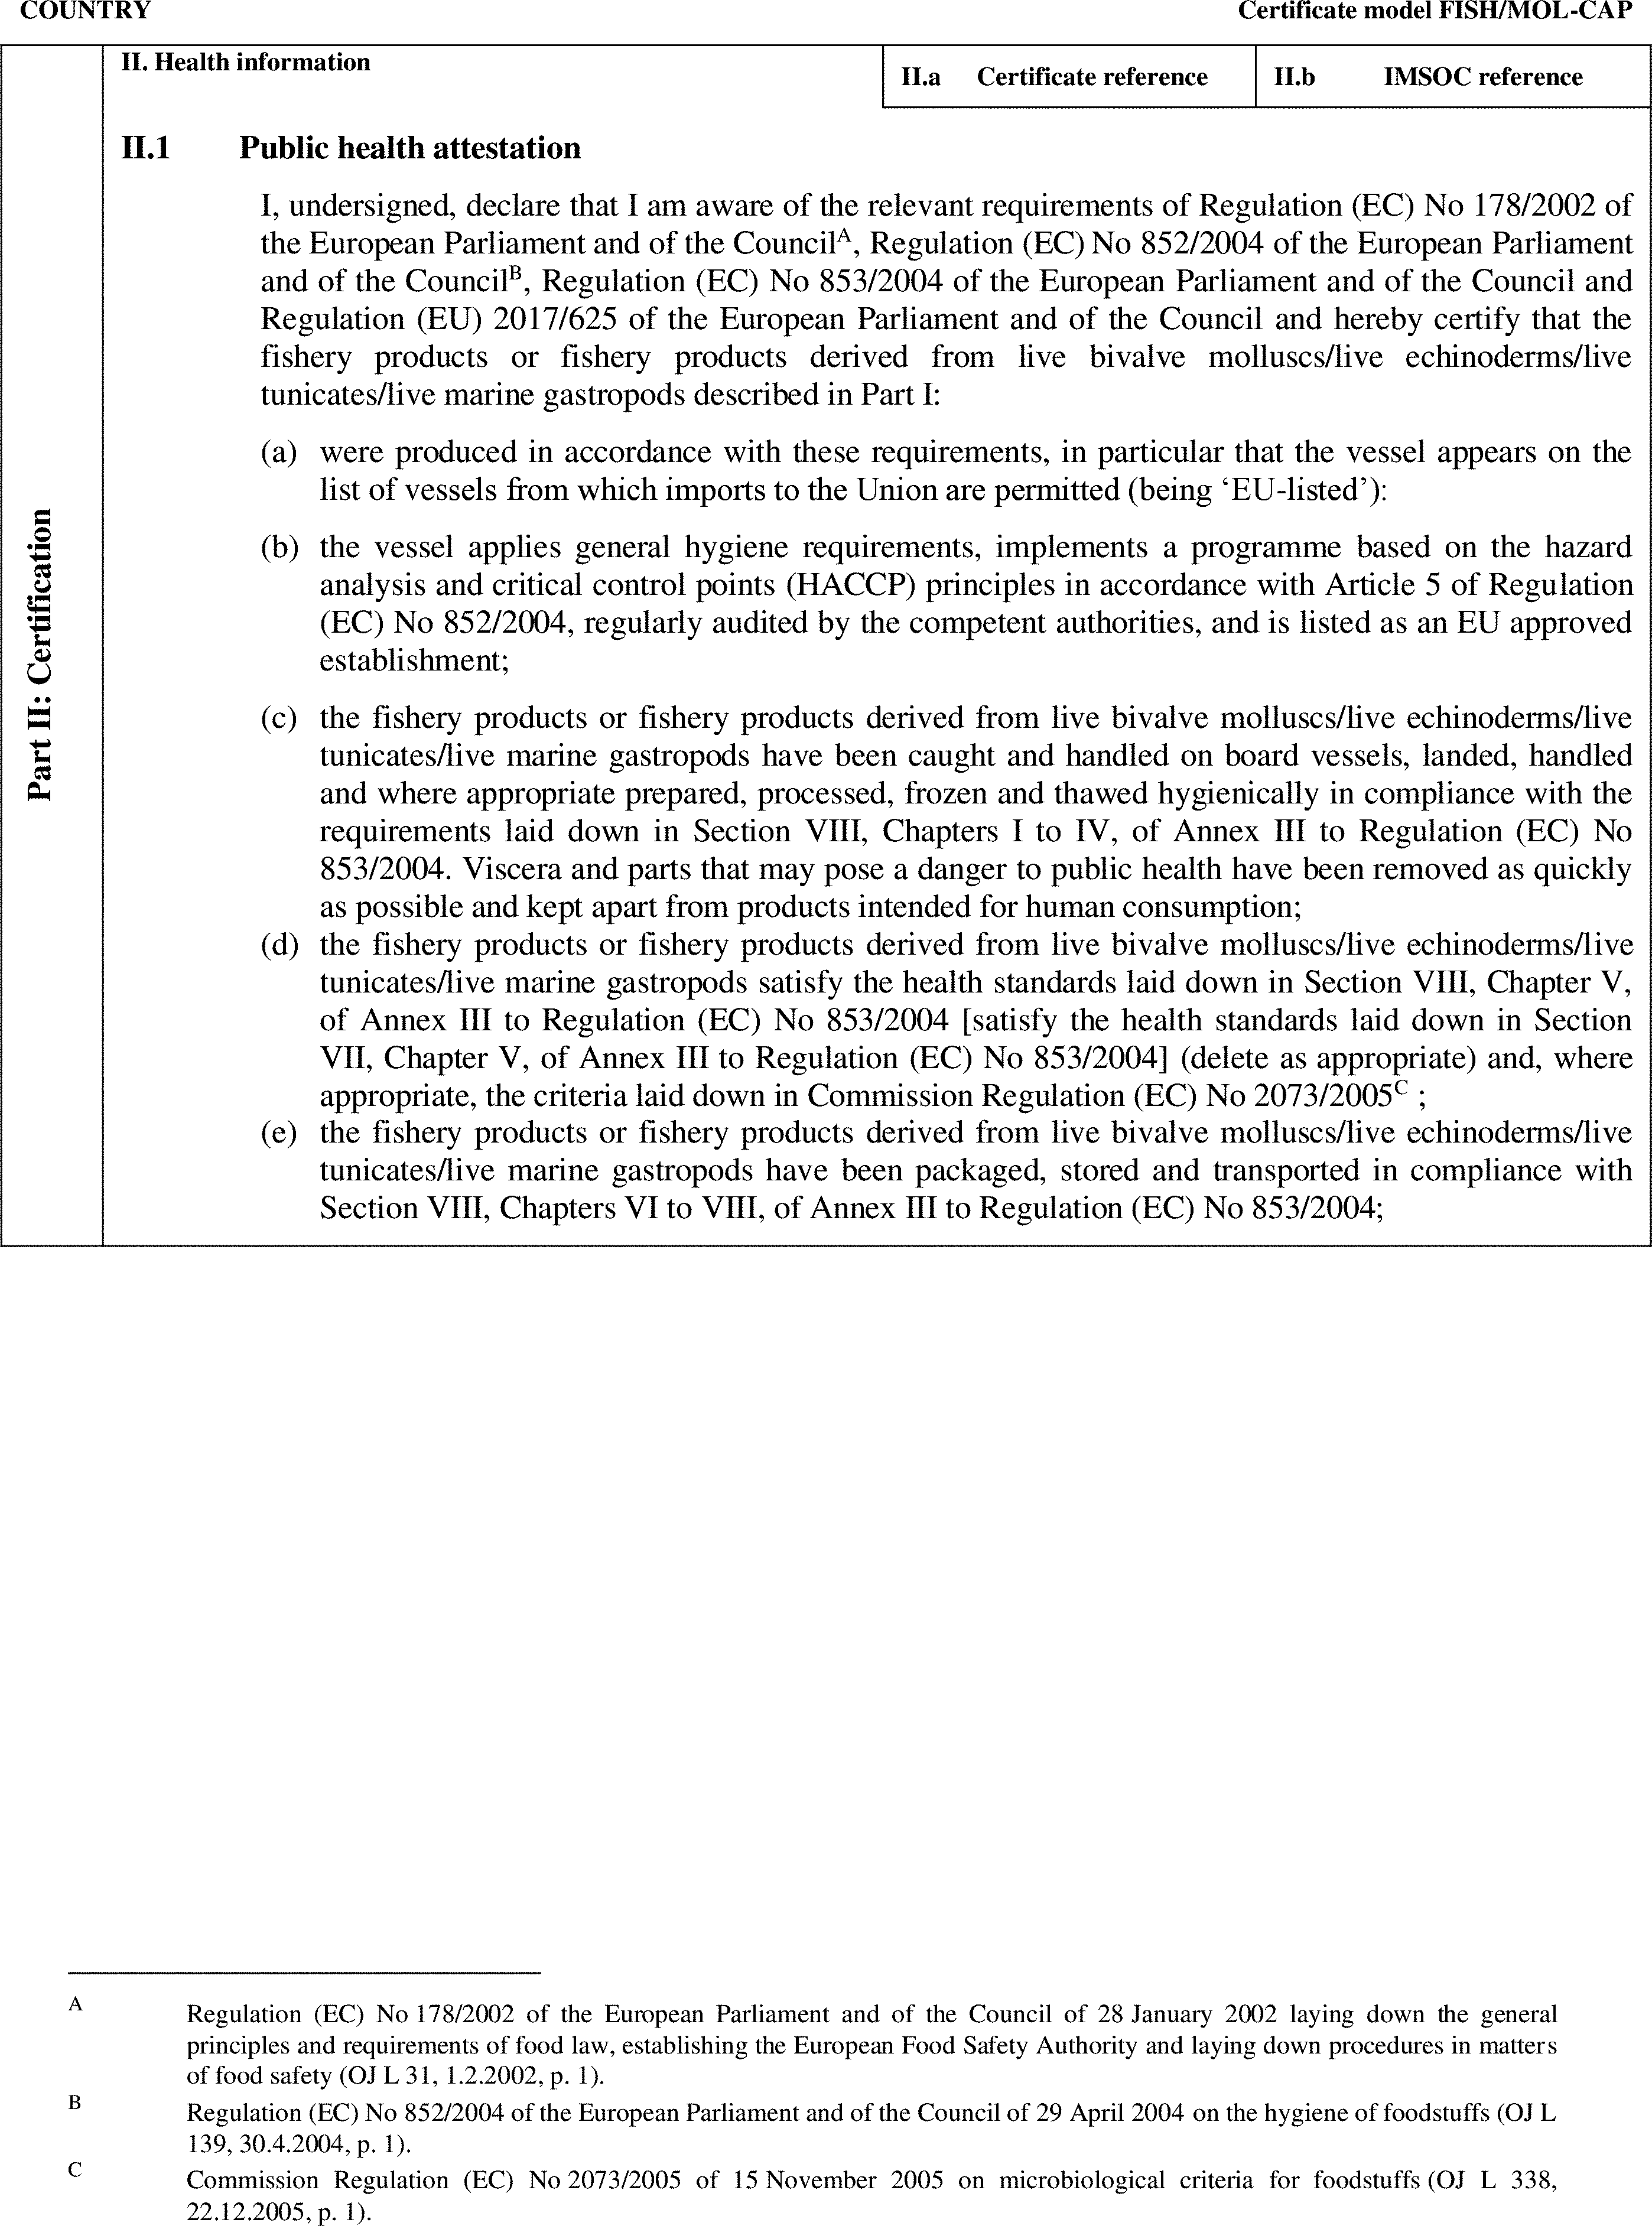 COUNTRY
Certificate model FISH/MOL-CAP
II. Health information
II.a Certificate reference
II.b IMSOC reference
Part II: Certification
II.1 Public health attestation
I, undersigned, declare that I am aware of the relevant requirements of Regulation (EC) No 178/2002 of
the European Parliament and of the Council^A, Regulation (EC) No 852/2004 of the European Parliament
and of the Council^B, Regulation (EC) No 853/2004 of the European Parliament and of the Council and
Regulation (EU) 2017/625 of the European Parliament and of the Council and hereby certify that the
fishery products or fishery products derived from live bivalve molluscs/live echinoderms/live
tunicates/live marine gastropods described in Part I:
(a) were produced in accordance with these requirements, in particular that the vessel appears on the
list of vessels from which imports to the Union are permitted (being ‘EU-listed’):
(b) the vessel applies general hygiene requirements, implements a programme based on the hazard
analysis and critical control points (HACCP) principles in accordance with Article 5 of Regulation
(EC) No 852/2004, regularly audited by the competent authorities, and is listed as an EU approved
establishment;
(c) the fishery products or fishery products derived from live bivalve molluscs/live echinoderms/live
tunicates/live marine gastropods have been caught and handled on board vessels, landed, handled
and where appropriate prepared, processed, frozen and thawed hygienically in compliance with the
requirements laid down in Section VIII, Chapters I to IV, of Annex III to Regulation (EC) No
853/2004. Viscera and parts that may pose a danger to public health have been removed as quickly
as possible and kept apart from products intended for human consumption;
(d) the fishery products or fishery products derived from live bivalve molluscs/live echinoderms/live
tunicates/live marine gastropods satisfy the health standards laid down in Section VIII, Chapter V,
of Annex III to Regulation (EC) No 853/2004 [satisfy the health standards laid down in Section
VII, Chapter V, of Annex III to Regulation (EC) No 853/2004] (delete as appropriate) and, where
appropriate, the criteria laid down in Commission Regulation (EC) No 2073/2005^C ;
(e) the fishery products or fishery products derived from live bivalve molluscs/live echinoderms/live
tunicates/live marine gastropods have been packaged, stored and transported in compliance with
Section VIII, Chapters VI to VIII, of Annex III to Regulation (EC) No 853/2004;
A Regulation (EC) No 178/2002 of the European Parliament and of the Council of 28 January 2002 laying down the general
principles and requirements of food law, establishing the European Food Safety Authority and laying down procedures in matters
of food safety (OJ L 31, 1.2.2002, p. 1).
B Regulation (EC) No 852/2004 of the European Parliament and of the Council of 29 April 2004 on the hygiene of foodstuffs (OJ L
139, 30.4.2004, p. 1).
C Commission Regulation (EC) No 2073/2005 of 15 November 2005 on microbiological criteria for foodstuffs (OJ L 338,
22.12.2005, p. 1).